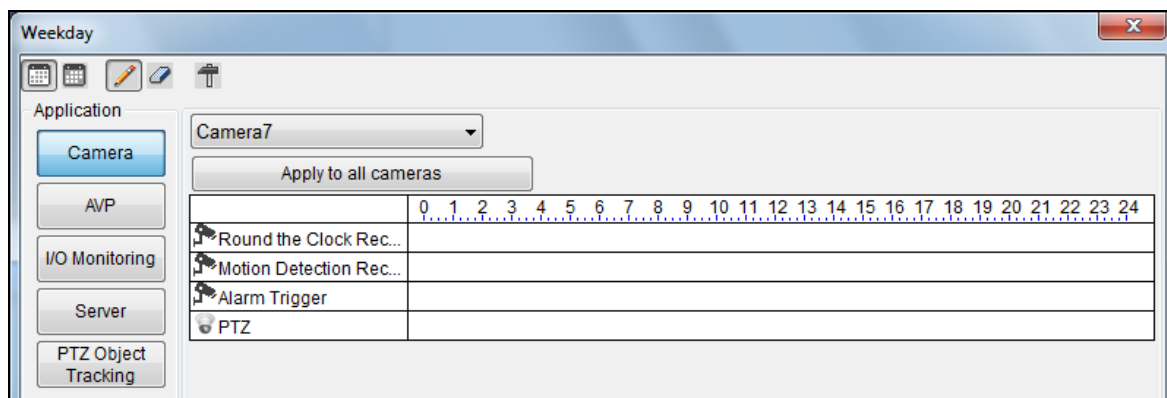 Weekday
Application
Camera
AVP
I/O Monitoring
Server
PTZ Object
Tracking
Camera7
Apply to all cameras
0 1 2 3 4 5 6 7 8 9 10 11 12 13 14 15 16 17 18 19 20 21 22 23 24
Round the Clock Rec...
Motion Detection Rec...
Alarm Trigger
PTZ